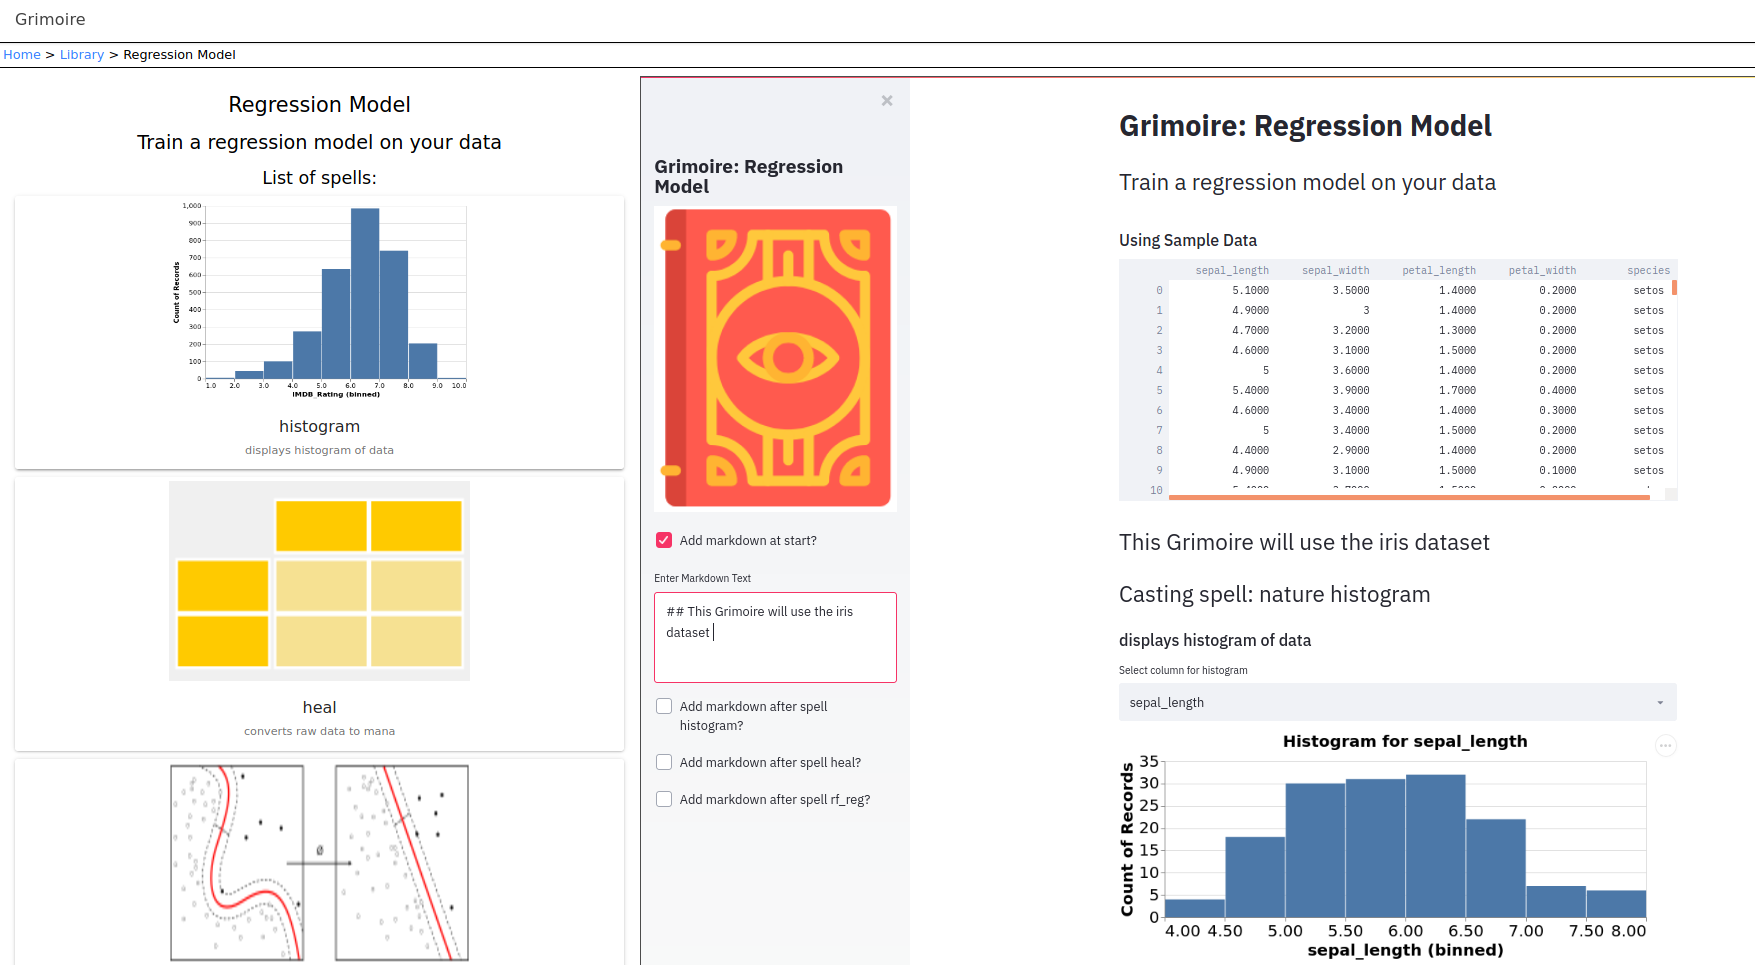 Grimoire
Home > Library > Regression Model
Regression Model
Train a regression model on your data
List of spells:
1,000
900
800
700
600
500
400
300
200
100
0
Count of Records
1.0 2.0 3.0 4.0 5.0 6.0 7.0 8.0 9.0 10.0
IMDB_Rating (binned)
histogram
displays histogram of data
heal
converts raw data to mana
ø
×
Grimoire: Regression
Model
Add markdown at start?
Enter Markdown Text
## This Grimoire will use the iris
dataset
Add markdown after spell
histogram?
Add markdown after spell heal?
Add markdown after spell rf_reg?
Grimoire: Regression Model
Train a regression model on your data
Using Sample Data
sepal_length sepal_width petal_length petal_width species
0 5.1000 3.5000 1.4000 0.2000 setos
1 4.9000 3 1.4000 0.2000 setos
2 4.7000 3.2000 1.3000 0.2000 setos
3 4.6000 3.1000 1.5000 0.2000 setos
4 5 3.6000 1.4000 0.2000 setos
5 5.4000 3.9000 1.7000 0.4000 setos
6 4.6000 3.4000 1.4000 0.3000 setos
7 5 3.4000 1.5000 0.2000 setos
8 4.4000 2.9000 1.4000 0.2000 setos
9 4.9000 3.1000 1.5000 0.1000 setos
10
This Grimoire will use the iris dataset
Casting spell: nature histogram
displays histogram of data
Select column for histogram
sepal_length
Histogram for sepal_length
35
30
25
20
15
10
5
0
Count of Records
4.00 4.50 5.00 5.50 6.00 6.50 7.00 7.50 8.00
sepal_length (binned)